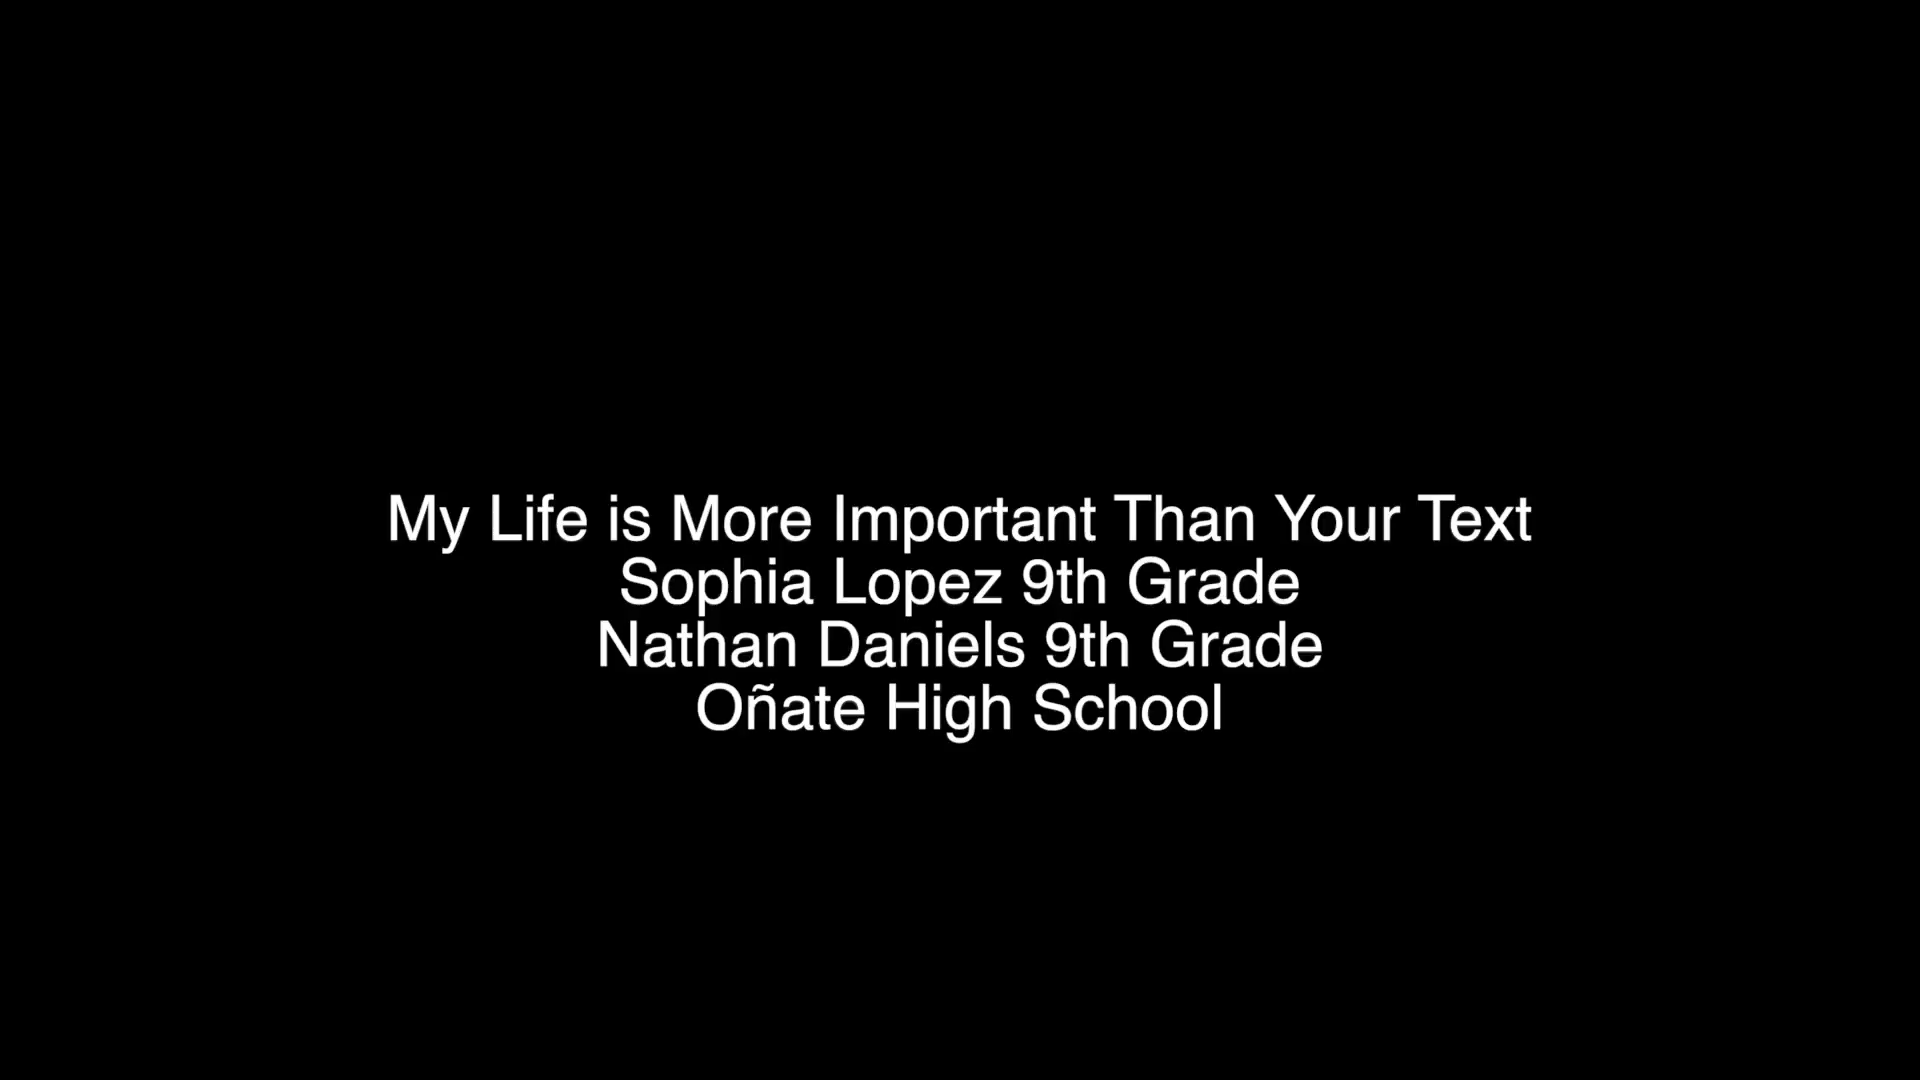 My Life is More Important Than Your Text
Sophia Lopez 9th Grade
Nathan Daniels 9th Grade
Oñate High School